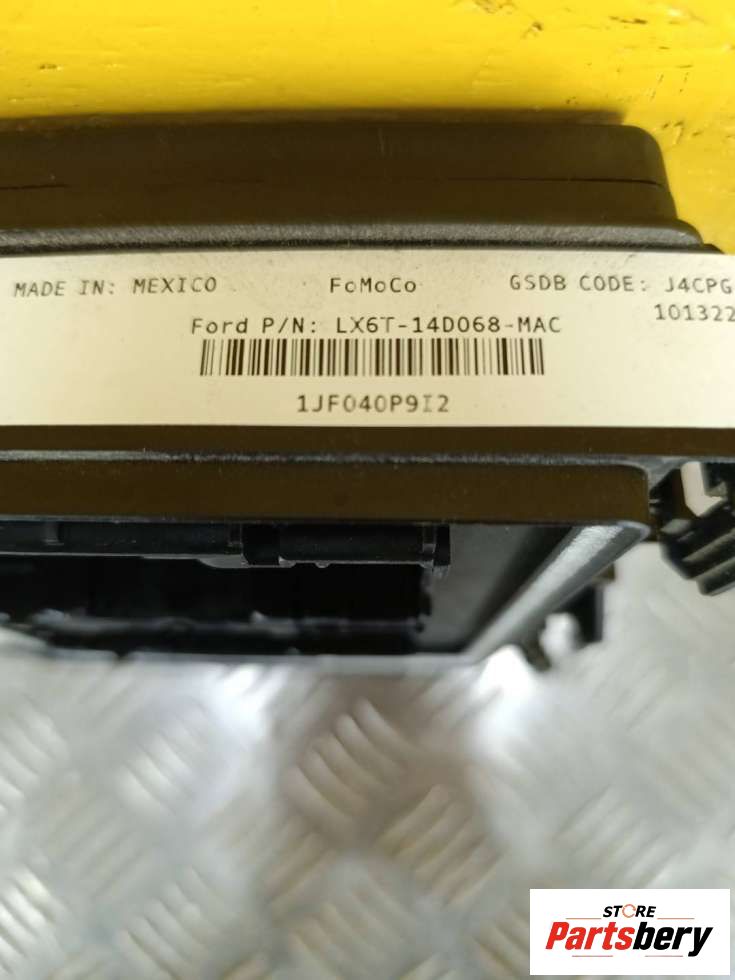 MADE IN: MEXICO FoMoCo GSDB CODE: J4CPG
101322
Ford P/N: LX6T-14D068-MAC
1JF040P9I2
STORE
Partsbery